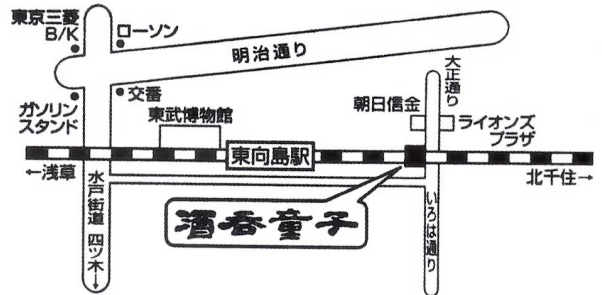 東京三菱
B/K
ローソン
明治通り
大正通り
ガソリン
スタンド
交番
東武博物館
朝日信金
ライオンズ
プラザ
東向島駅
←浅草
北千住→
水戸街道 四ツ木→
酒呑童子
いろは通り